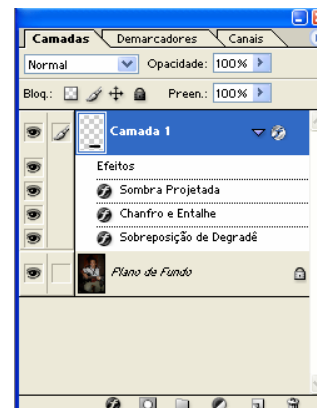 Camadas Demarcadores Canais
Normal Opacidade: 100%
Bloq.: Preen.: 100%
Camada 1
Efeitos
Sombra Projetada
Chanfro e Entalhe
Sobreposição de Degradê
Plano de Fundo